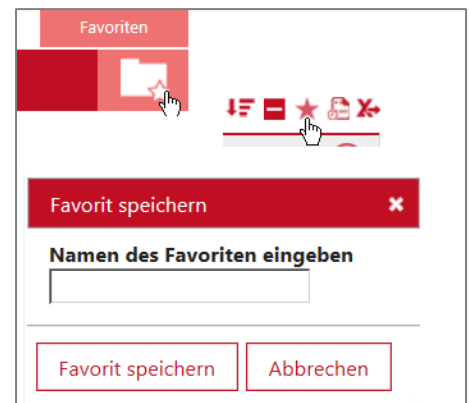 Favoriten
Favorit speichern
Namen des Favoriten eingeben
Favorit speichern
Abbrechen